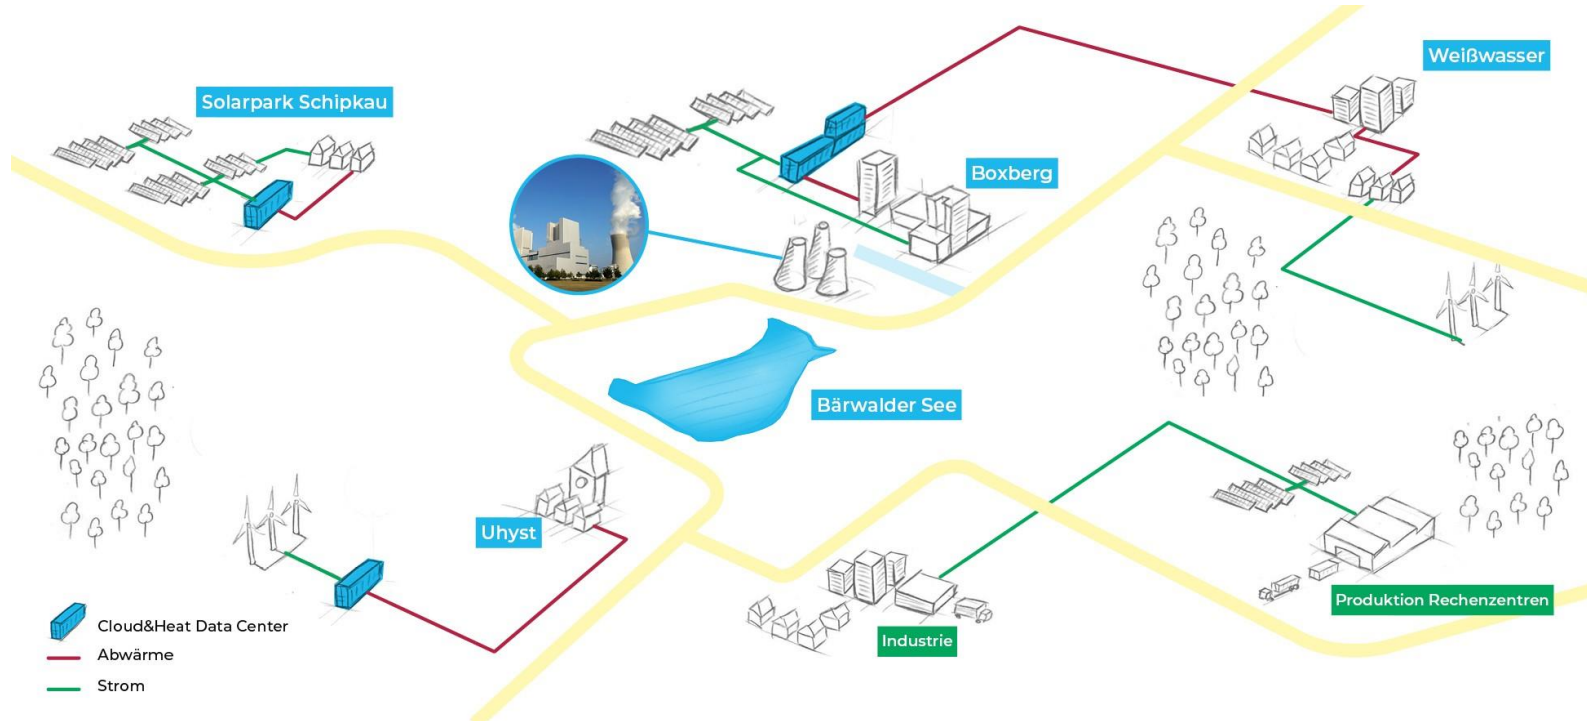 Weißwasser
Solarpark Schipkau
Boxberg
Bärwalder See
Uhyst
Produktion Rechenzentren
Industrie
Cloud&Heat Data Center
Abwärme
Strom